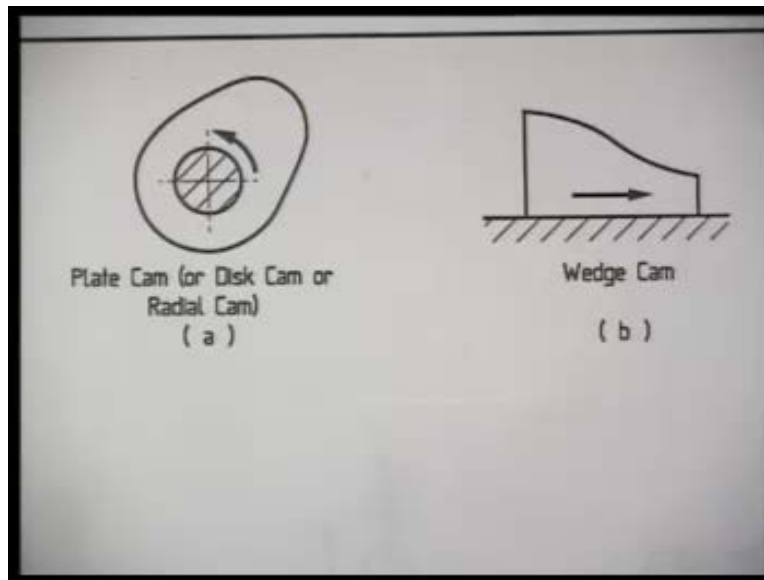 Plate Cam (or Disk Cam or
Radial Cam)
( a )
Wedge Cam
( b )